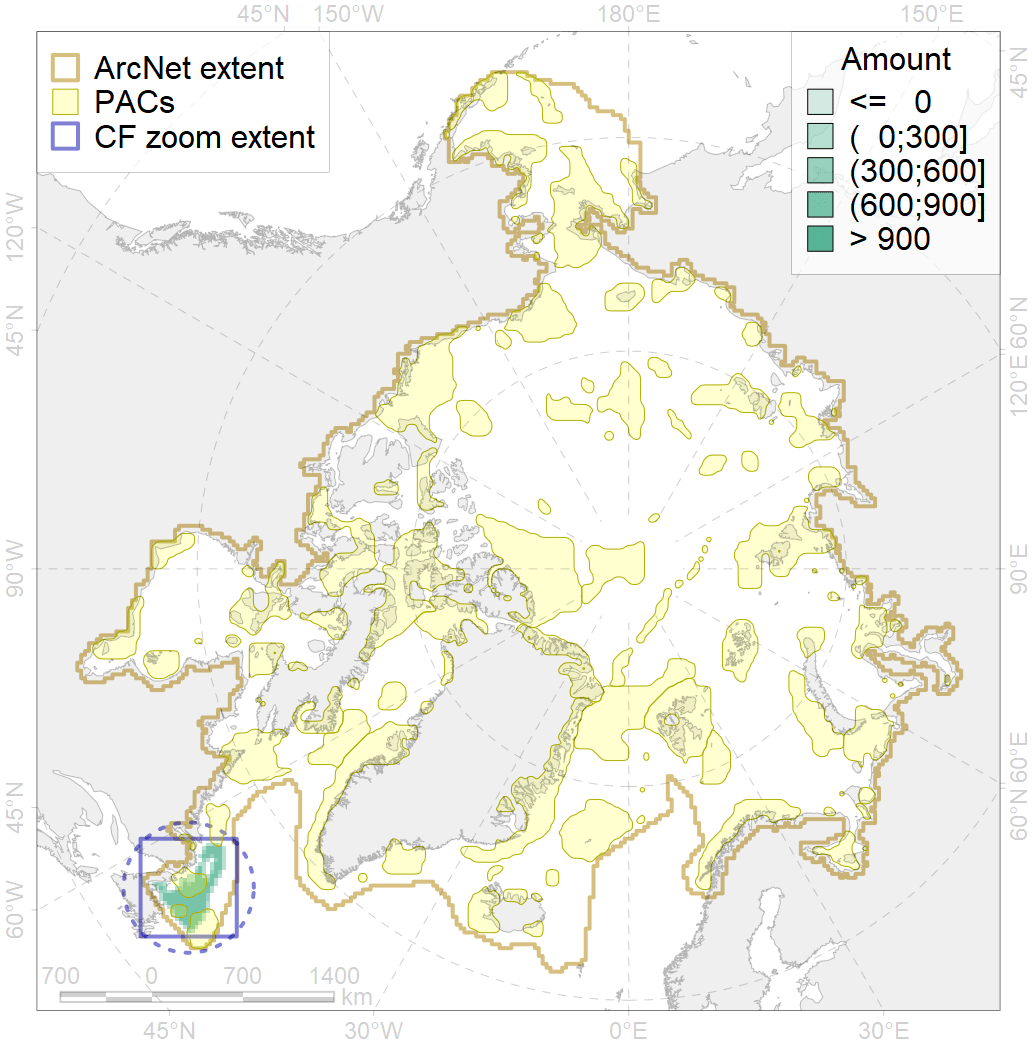 45°N 150°W 180°E 150°E
ArcNet extent
PACs
CF zoom extent
Amount
<= 0
( 0;300]
(300;600]
(600;900]
> 900
45°N
120°W
45°N
90°W
45°N
60°W
60°N
120°E
90°E
60°E
60°N
700 0 700 1400
km
45°N 30°W 0°E 30°E